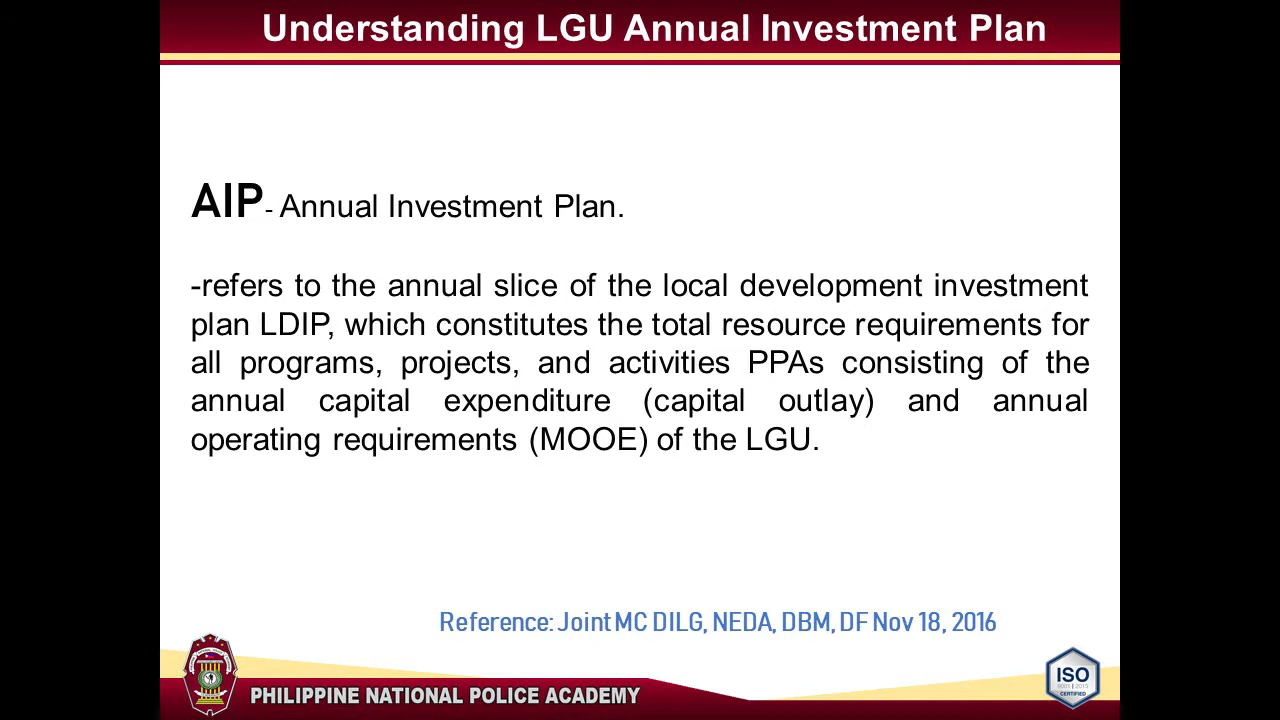 Understanding LGU Annual Investment Plan
AIP- Annual Investment Plan.
-refers to the annual slice of the local development investment
plan LDIP, which constitutes the total resource requirements for
all programs, projects, and activities PPAs consisting of the
annual capital expenditure (capital outlay) and annual
operating requirements (MOOE) of the LGU.
Reference: Joint MC DILG, NEDA, DBM, DF Nov 18, 2016
PHILIPPINE NATIONAL POLICE ACADEMY
ISO
9001 | 2015
CERTIFIED